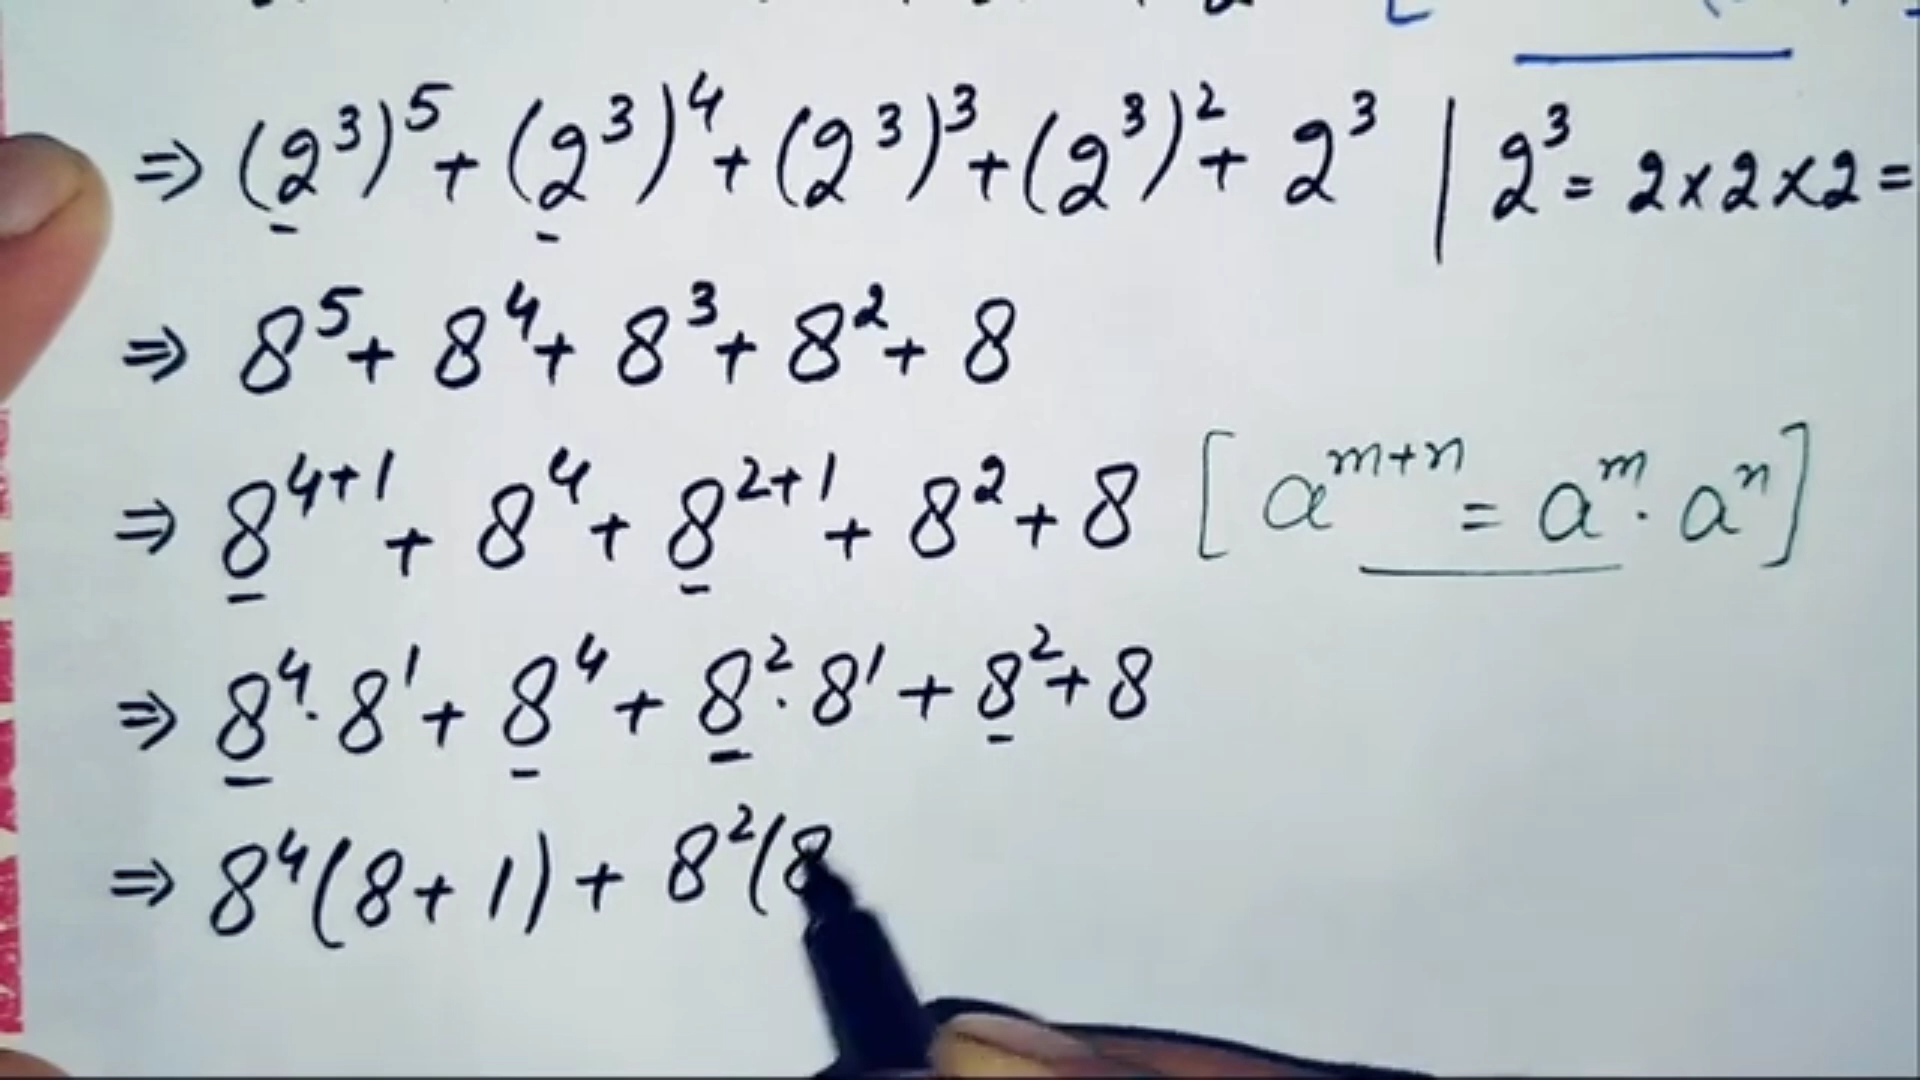 ⇒ (2³)⁵ + (2³)⁴ + (2³)³ + (2³)² + 2³ | 2³ = 2×2×2 =
⇒ 8⁵ + 8⁴ + 8³ + 8² + 8
⇒ 8⁴⁺¹ + 8⁴ + 8²⁺¹ + 8² + 8 [aᵐ⁺ⁿ = aᵐ · aⁿ]
⇒ 8⁴ · 8¹ + 8⁴ + 8² · 8¹ + 8² + 8
⇒ 8⁴(8 + 1) + 8²(8